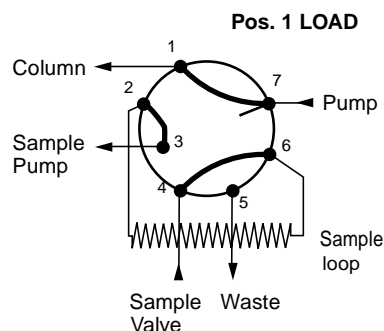 Pos. 1 LOAD
1
Column
2
7
Pump
Sample
Pump
3
6
4
5
Sample
loop
Sample
Valve
Waste